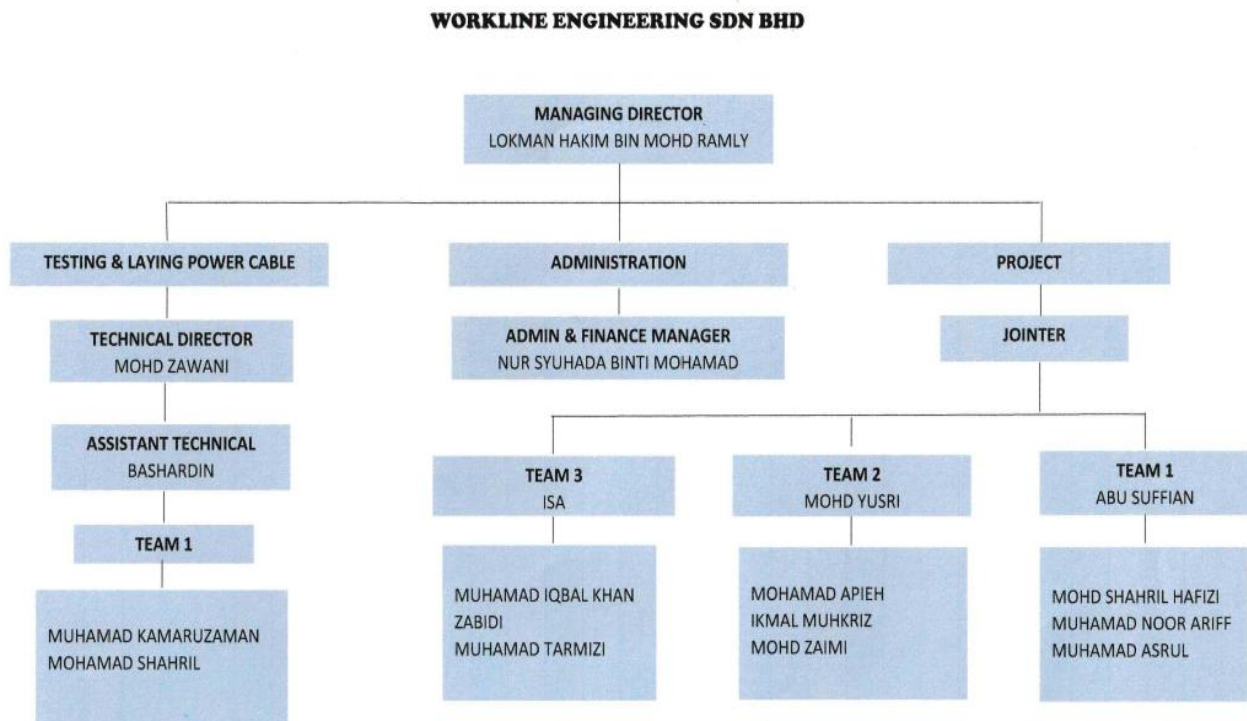 WORKLINE ENGINEERING SDN BHD
MANAGING DIRECTOR
LOKMAN HAKIM BIN MOHD RAMLY
TESTING & LAYING POWER CABLE
ADMINISTRATION
PROJECT
TECHNICAL DIRECTOR
MOHD ZAWANI
ADMIN & FINANCE MANAGER
NUR SYUHADA BINTI MOHAMAD
JOINTER
ASSISTANT TECHNICAL
BASHARDIN
TEAM 1
MUHAMAD KAMARUZAMAN
MOHAMAD SHAHRIL
TEAM 3
ISA
MUHAMAD IQBAL KHAN
ZABIDI
MUHAMAD TARMIZI
TEAM 2
MOHD YUSRI
MOHAMAD APIEH
IKMAL MUHKRIZ
MOHD ZAIMI
TEAM 1
ABU SUFFIAN
MOHD SHAHRIL HAFIZI
MUHAMAD NOOR ARIFF
MUHAMAD ASRUL